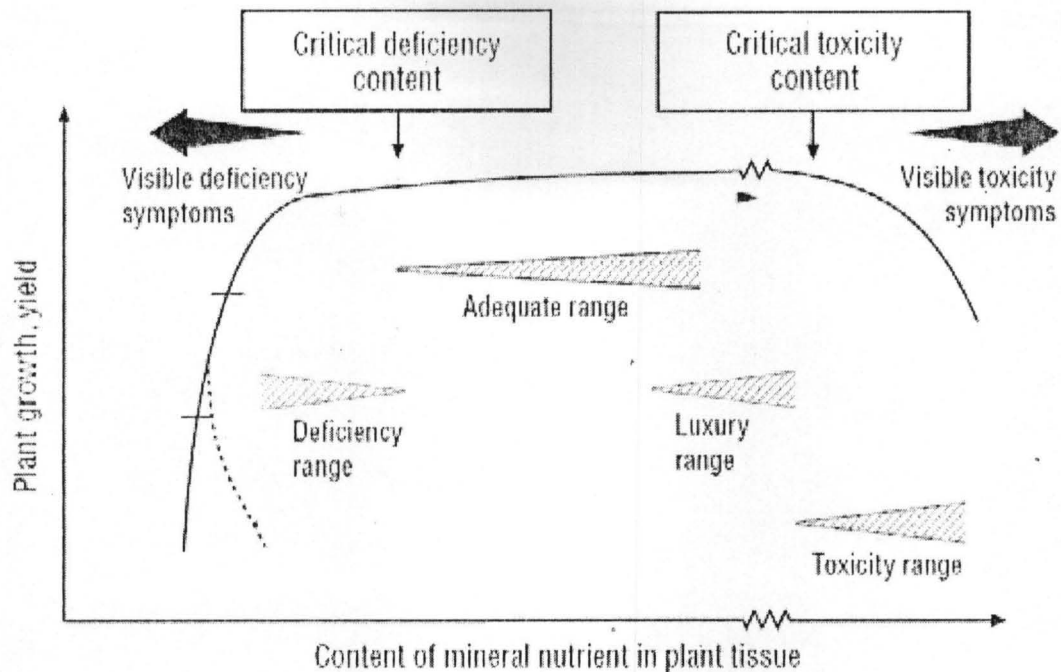 Critical deficiency
content
Critical toxicity
content
Visible deficiency
symptoms
Visible toxicity
symptoms
Adequate range
Deficiency
range
Luxury
range
Toxicity range
Plant growth, yield
Content of mineral nutrient in plant tissue